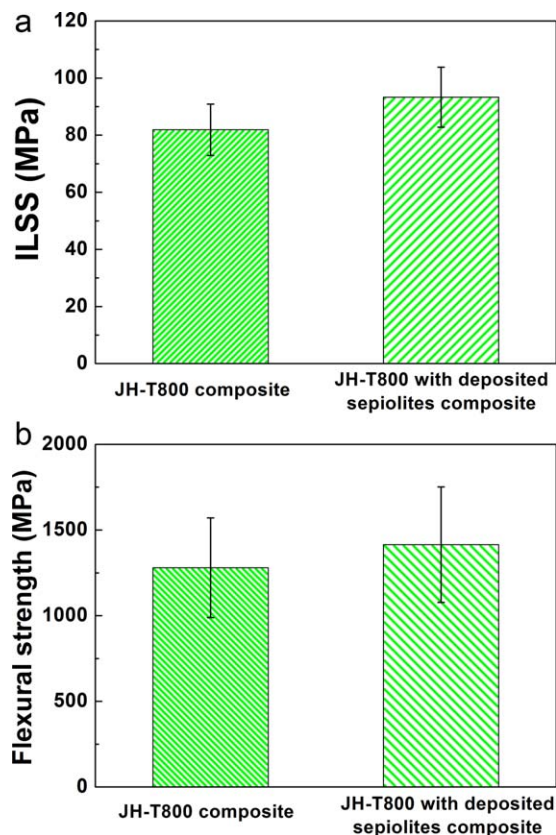 a
120
100
80
60
40
20
0
ILSS (MPa)
JH-T800 composite
JH-T800 with deposited
sepiolites composite
b
2000
1500
1000
500
0
Flexural strength (MPa)
JH-T800 composite
JH-T800 with deposited
sepiolites composite